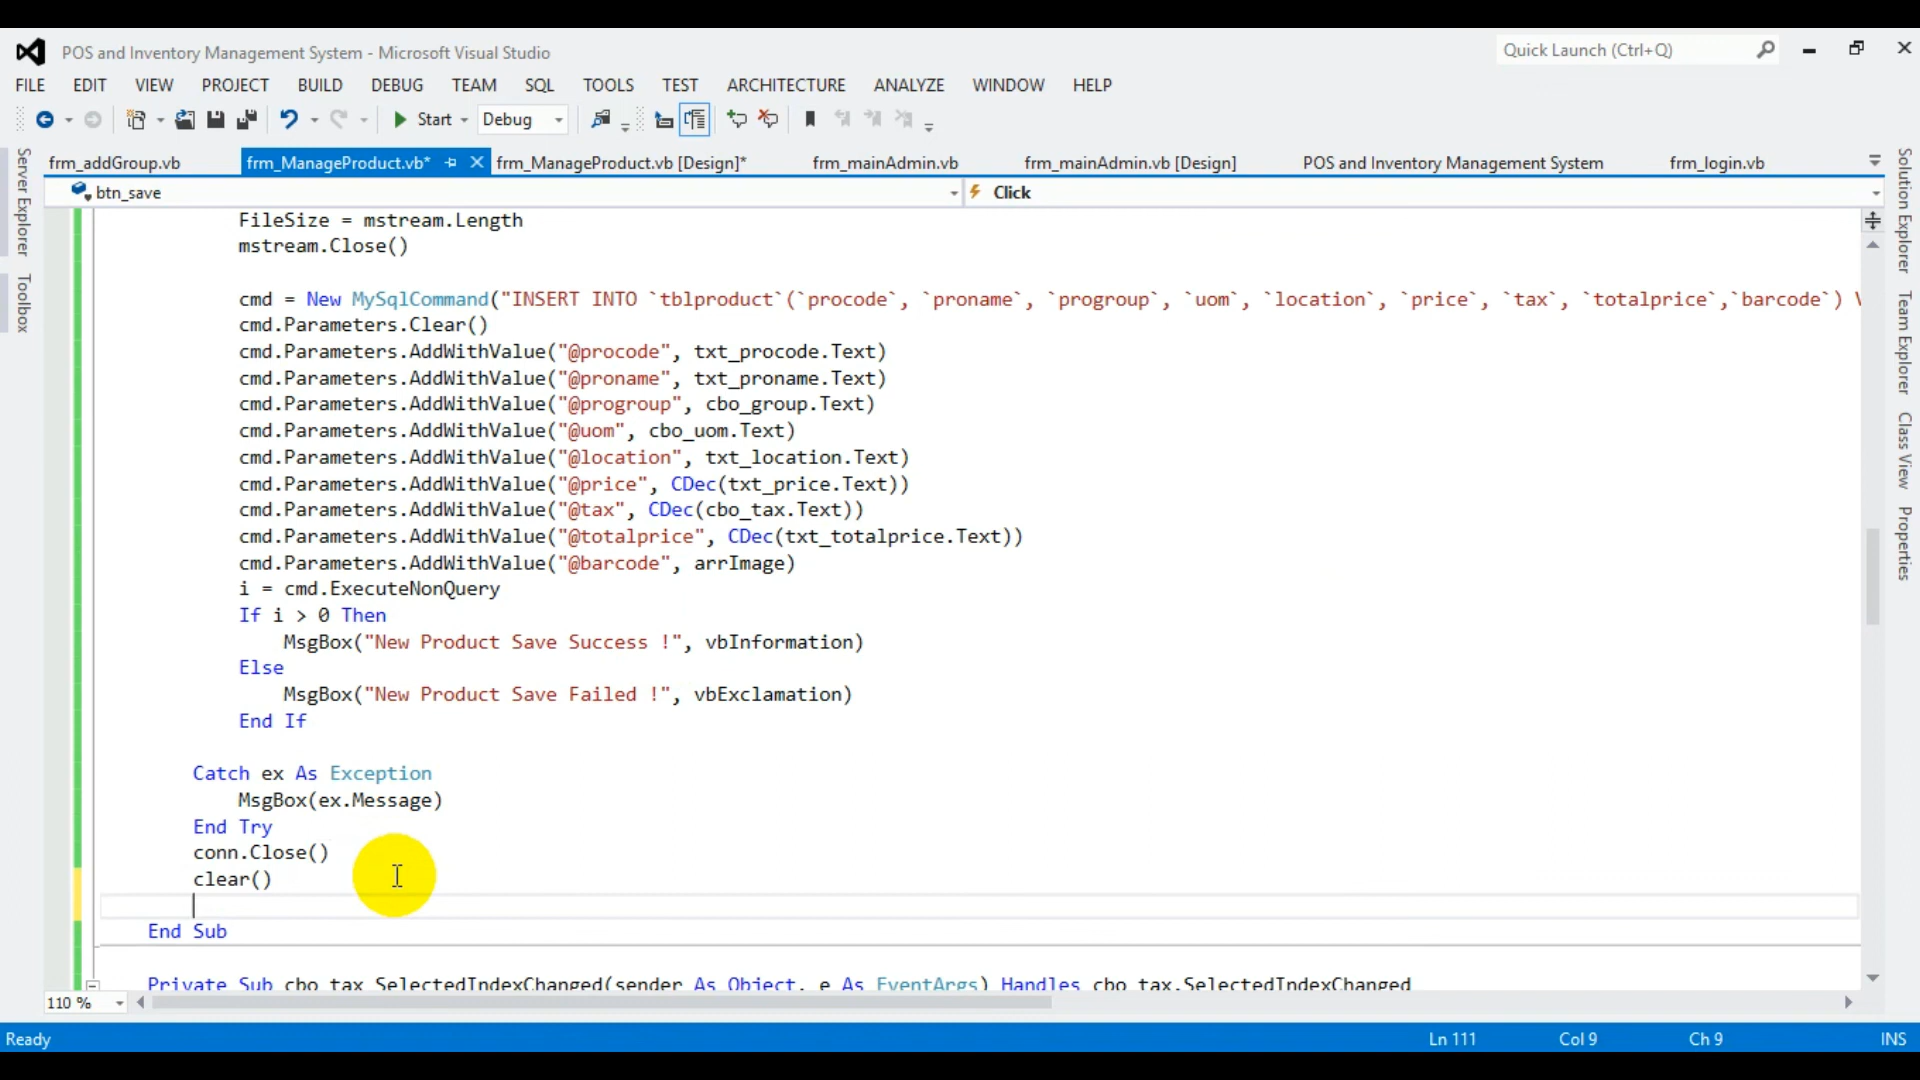 POS and Inventory Management System - Microsoft Visual Studio
Quick Launch (Ctrl+Q)
FILE EDIT VIEW PROJECT BUILD DEBUG TEAM SQL TOOLS TEST ARCHITECTURE ANALYZE WINDOW HELP
Start Debug
frm_addGroup.vb frm_ManageProduct.vb* frm_ManageProduct.vb [Design]* frm_mainAdmin.vb frm_mainAdmin.vb [Design] POS and Inventory Management System frm_login.vb
btn_save Click
Server Explorer
Toolbox
FileSize = mstream.Length
mstream.Close()
cmd = New MySqlCommand("INSERT INTO `tblproduct`(`procode`, `proname`, `progroup`, `uom`, `location`, `price`, `tax`, `totalprice`,`barcode`)
cmd.Parameters.Clear()
cmd.Parameters.AddWithValue("@procode", txt_procode.Text)
cmd.Parameters.AddWithValue("@proname", txt_proname.Text)
cmd.Parameters.AddWithValue("@progroup", cbo_group.Text)
cmd.Parameters.AddWithValue("@uom", cbo_uom.Text)
cmd.Parameters.AddWithValue("@location", txt_location.Text)
cmd.Parameters.AddWithValue("@price", CDec(txt_price.Text))
cmd.Parameters.AddWithValue("@tax", CDec(cbo_tax.Text))
cmd.Parameters.AddWithValue("@totalprice", CDec(txt_totalprice.Text))
cmd.Parameters.AddWithValue("@barcode", arrImage)
i = cmd.ExecuteNonQuery
If i > 0 Then
MsgBox("New Product Save Success !", vbInformation)
Else
MsgBox("New Product Save Failed !", vbExclamation)
End If
Catch ex As Exception
MsgBox(ex.Message)
End Try
conn.Close()
clear()
End Sub
Private Sub cbo_tax_SelectedIndexChanged(sender As Object, e As EventArgs) Handles cbo_tax.SelectedIndexChanged
Solution Explorer
Team Explorer
Class View
Properties
110 %
Ready Ln 111 Col 9 Ch 9 INS